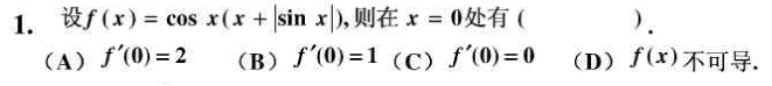 1. 设f(x) = cos x(x + |sin x|),则在 x = 0处有 (    ).
(A) f′(0) = 2  (B) f′(0) = 1  (C) f′(0) = 0  (D) f(x)不可导.